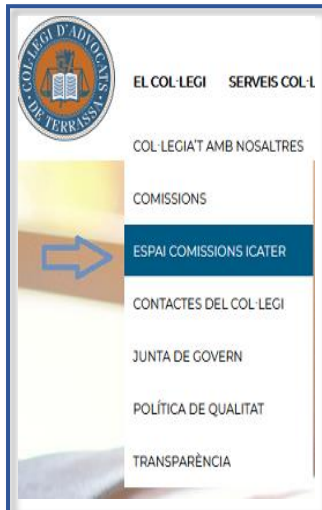 COL·LEGI D'ADVOCATS
DE TERRASSA
EL COL·LEGI SERVEIS COL·L
COL·LEGIA'T AMB NOSALTRES
COMISSIONS
ESPAI COMISSIONS ICATER
CONTACTES DEL COL·LEGI
JUNTA DE GOVERN
POLÍTICA DE QUALITAT
TRANSPARÈNCIA